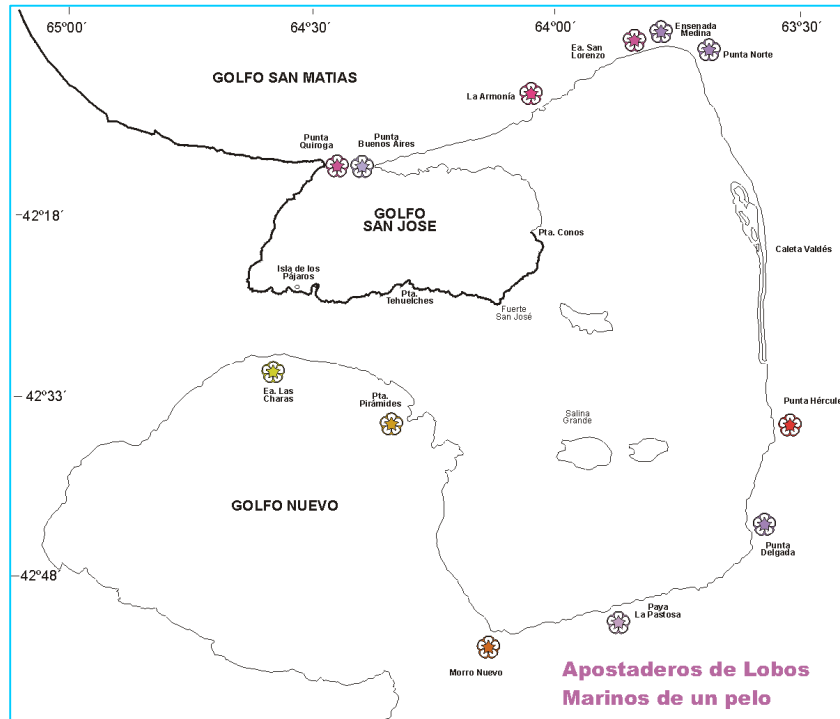 65º00´
64º30´
64º00´
63º30´
Ensenada
Medina
Ea. San
Lorenzo
Punta Norte
GOLFO SAN MATIAS
La Armonía
Punta
Quiroga
Punta
Buenos Aires
42º18´
GOLFO
SAN JOSE
Pta. Conos
Caleta Valdés
Isla de los
Pájaros
Pta.
Tehuelches
Fuerte
San José
42º33´
Ea. Las
Charas
Pta.
Pirámides
Punta Hércule
Salina
Grande
GOLFO NUEVO
Punta
Delgada
42º48´
Paya
La Pastosa
Morro Nuevo
Apostaderos de Lobos
Marinos de un pelo